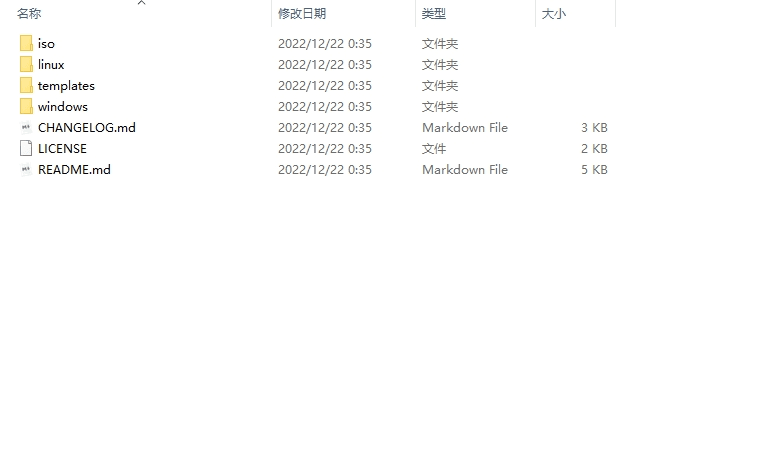 名称 修改日期 类型 大小
iso 2022/12/22 0:35 文件夹
linux 2022/12/22 0:35 文件夹
templates 2022/12/22 0:35 文件夹
windows 2022/12/22 0:35 文件夹
CHANGELOG.md 2022/12/22 0:35 Markdown File 3 KB
LICENSE 2022/12/22 0:35 文件 2 KB
README.md 2022/12/22 0:35 Markdown File 5 KB